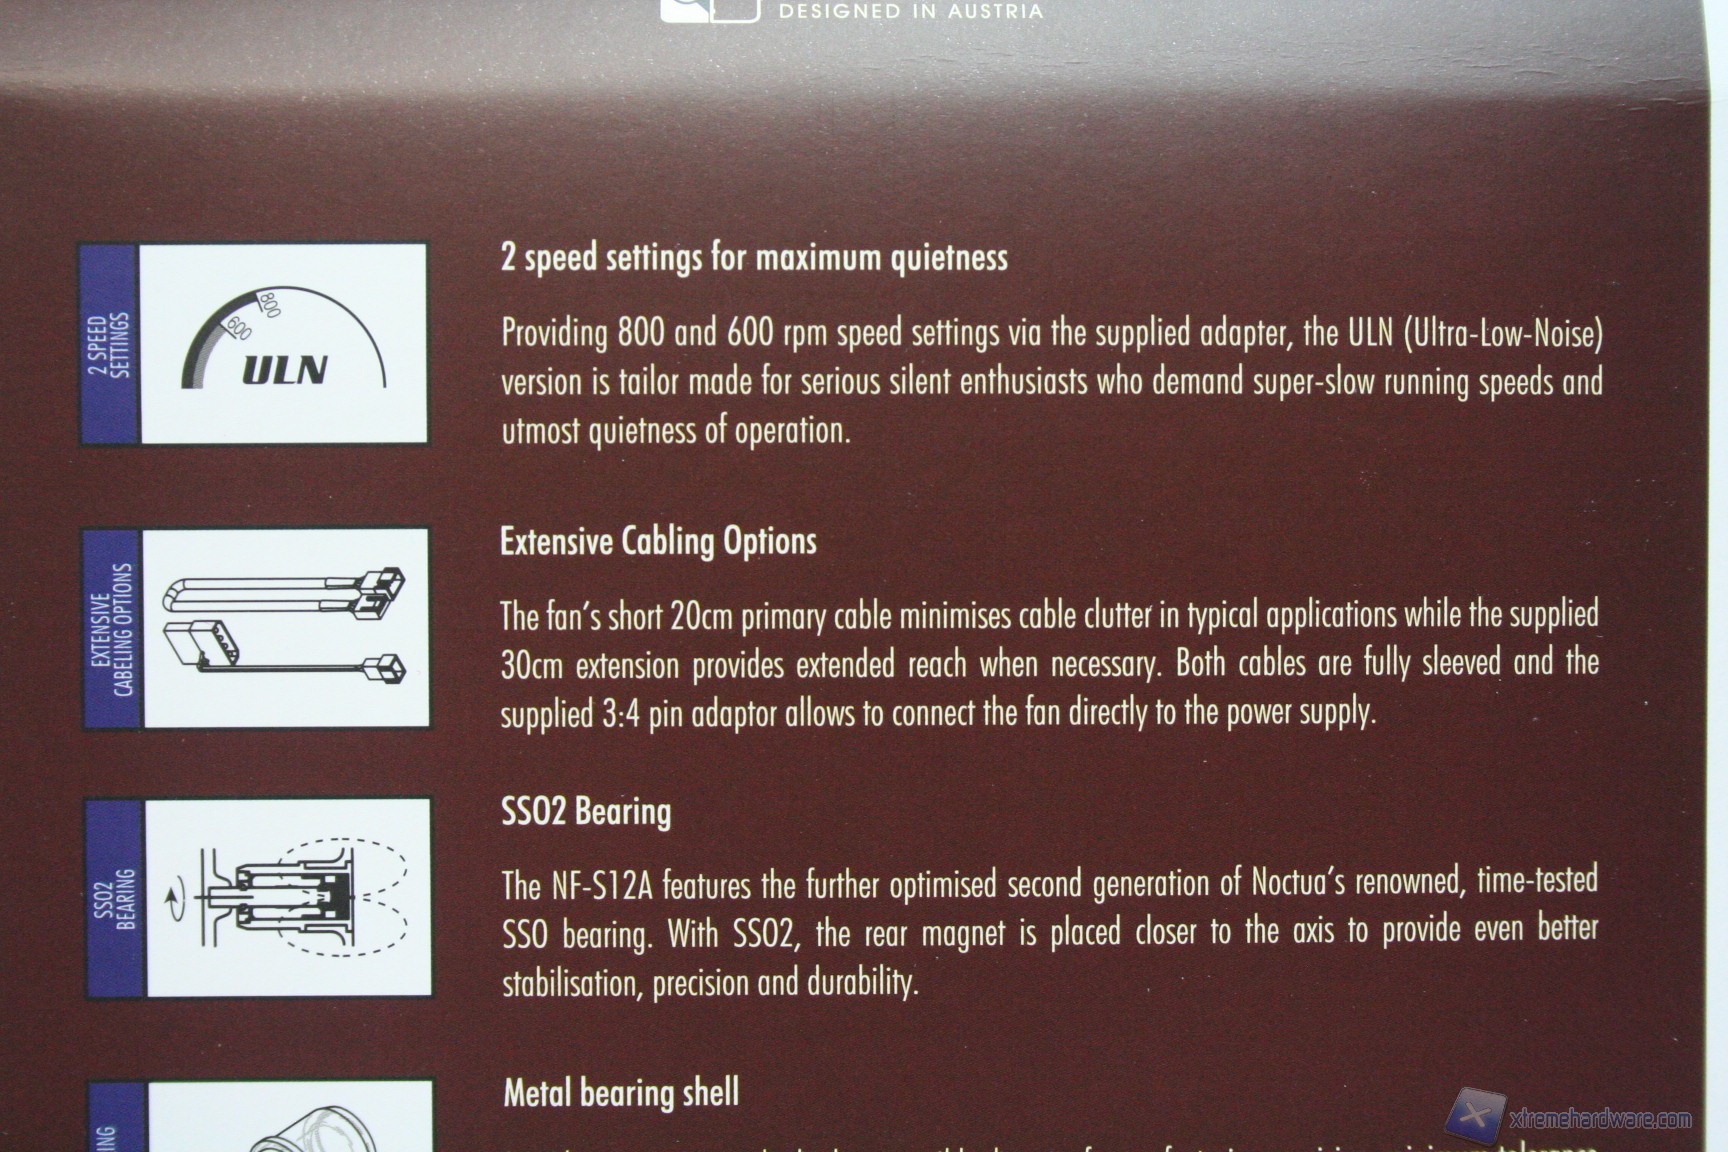 DESIGNED IN AUSTRIA
2 SPEED
SETTINGS
800
600
ULN
2 speed settings for maximum quietness
Providing 800 and 600 rpm speed settings via the supplied adapter, the ULN (Ultra-Low-Noise)
version is tailor made for serious silent enthusiasts who demand super-slow running speeds and
utmost quietness of operation.
EXTENSIVE
CABELING OPTIONS
Extensive Cabling Options
The fan's short 20cm primary cable minimises cable clutter in typical applications while the supplied
30cm extension provides extended reach when necessary. Both cables are fully sleeved and the
supplied 3:4 pin adaptor allows to connect the fan directly to the power supply.
SSO2
BEARING
SSO2 Bearing
The NF-S12A features the further optimised second generation of Noctua's renowned, time-tested
SSO bearing. With SSO2, the rear magnet is placed closer to the axis to provide even better
stabilisation, precision and durability.
Metal bearing shell
xtremehardware.com